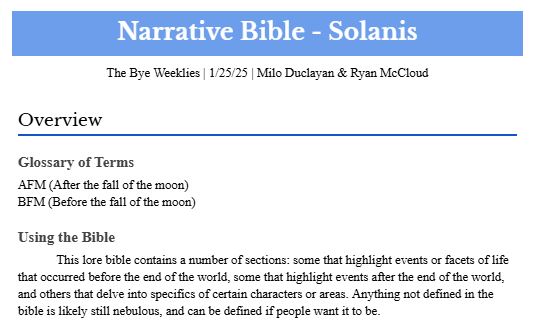 Narrative Bible - Solanis
The Bye Weeklies | 1/25/25 | Milo Duclayan & Ryan McCloud
Overview
Glossary of Terms
AFM (After the fall of the moon)
BFM (Before the fall of the moon)
Using the Bible
This lore bible contains a number of sections: some that highlight events or facets of life
that occurred before the end of the world, some that highlight events after the end of the world,
and others that delve into specifics of certain characters or areas. Anything not defined in the
bible is likely still nebulous, and can be defined if people want it to be.